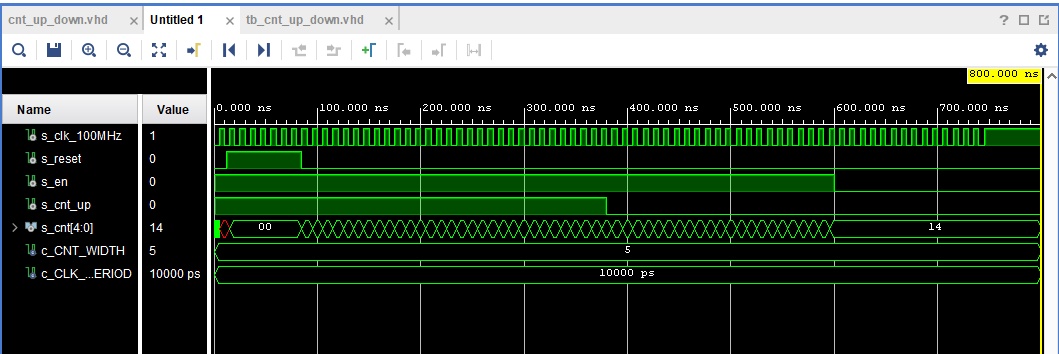 cnt_up_down.vhd × Untitled 1 × tb_cnt_up_down.vhd × ?
800.000 ns
Name Value 0.000 ns 100.000 ns 200.000 ns 300.000 ns 400.000 ns 500.000 ns 600.000 ns 700.000 ns
s_clk_100MHz 1
s_reset 0
s_en 0
s_cnt_up 0
s_cnt[4:0] 14 00 14
c_CNT_WIDTH 5 5
c_CLK_...ERIOD 10000 ps 10000 ps